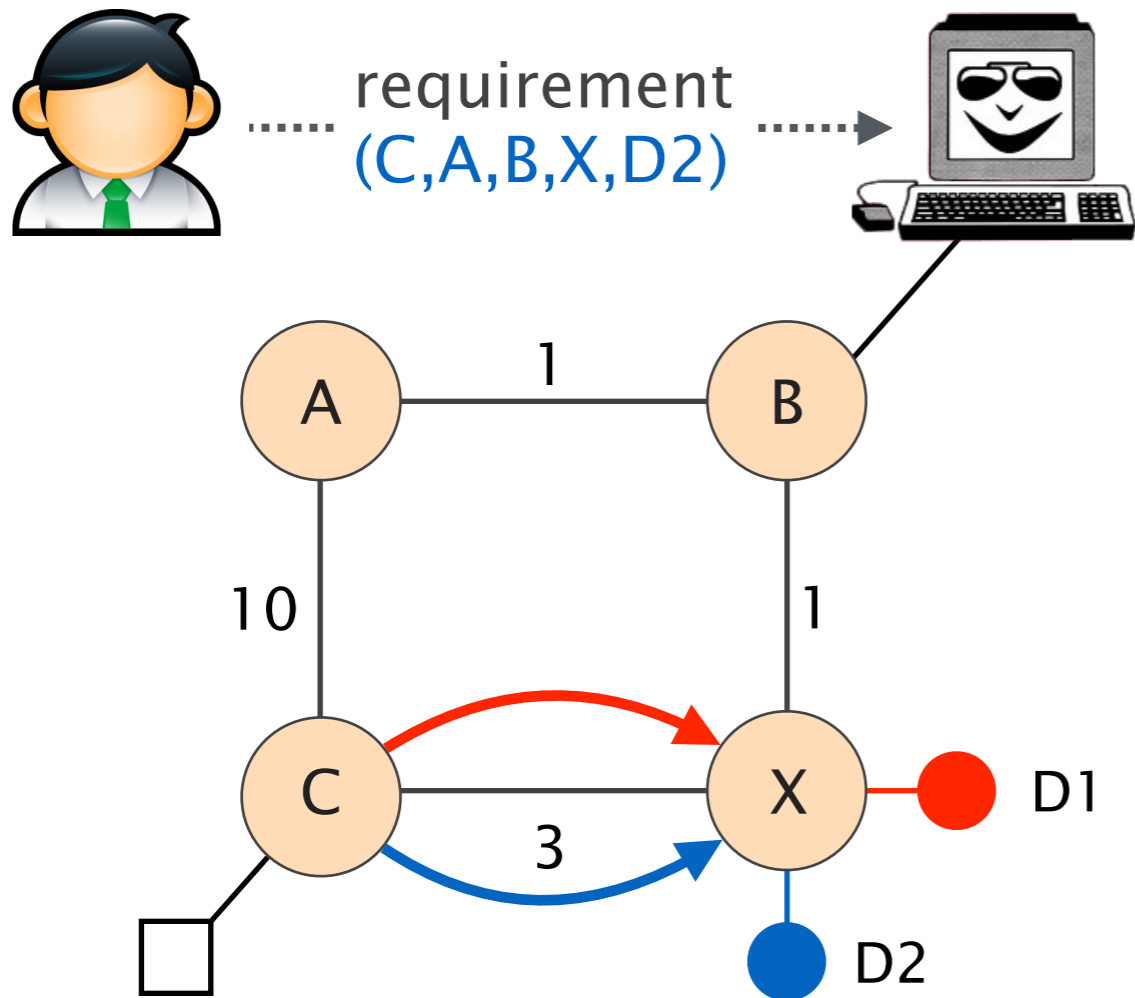 requirement
(C,A,B,X,D2)
1
A
B
10
1
C
X
D1
3
D2